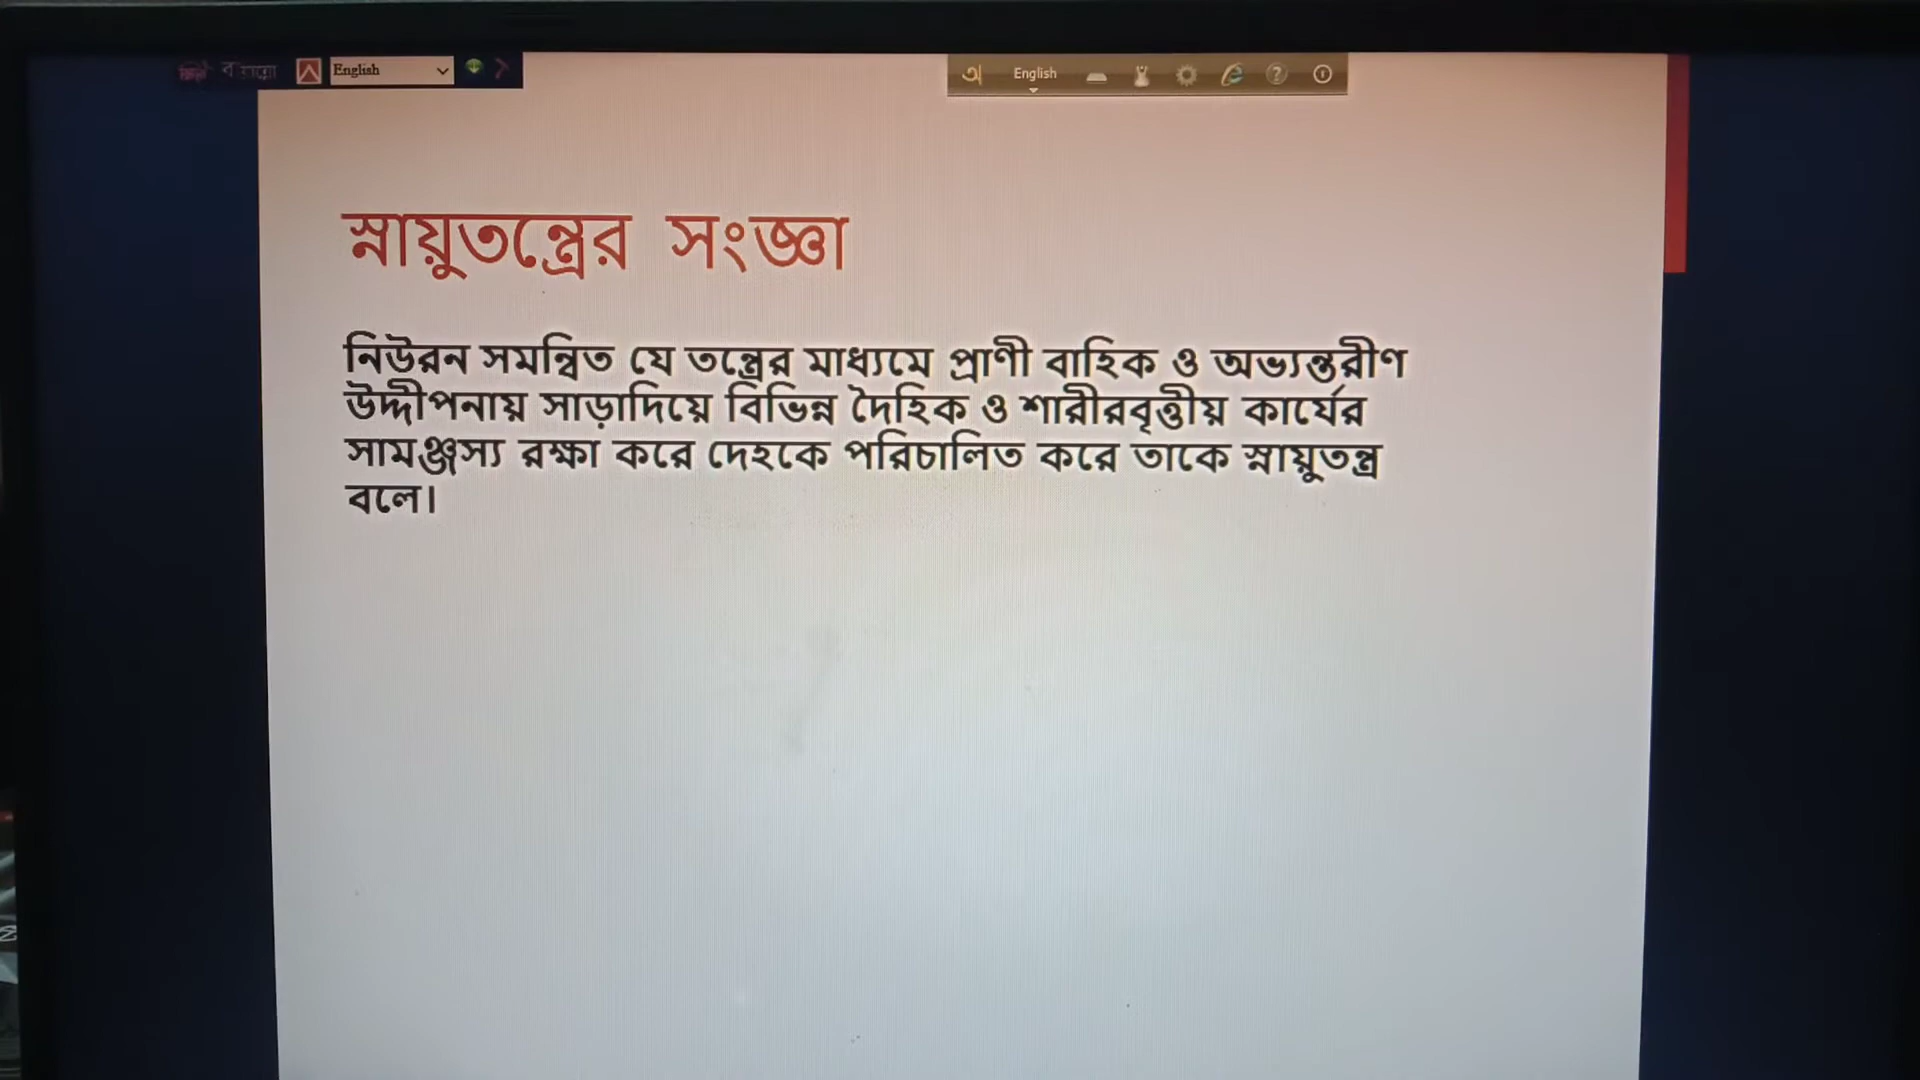 English
English
স্নায়ুতন্ত্রের সংজ্ঞা
নিউরন সমন্বিত যে তন্ত্রের মাধ্যমে প্রাণী বাহিক ও অভ্যন্তরীণ
উদ্দীপনায় সাড়াদিয়ে বিভিন্ন দৈহিক ও শারীরবৃত্তীয় কার্যের
সামঞ্জস্য রক্ষা করে দেহকে পরিচালিত করে তাকে স্নায়ুতন্ত্র
বলে।